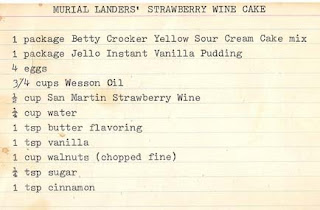 MURIAL LANDERS' STRAWBERRY WINE CAKE
1 package Betty Crocker Yellow Sour Cream Cake mix
1 package Jello Instant Vanilla Pudding
4 eggs
3/4 cups Wesson Oil
½ cup San Martin Strawberry Wine
¼ cup water
1 tsp butter flavoring
1 tsp vanilla
1 cup walnuts (chopped fine)
½ tsp sugar
1 tsp cinnamon